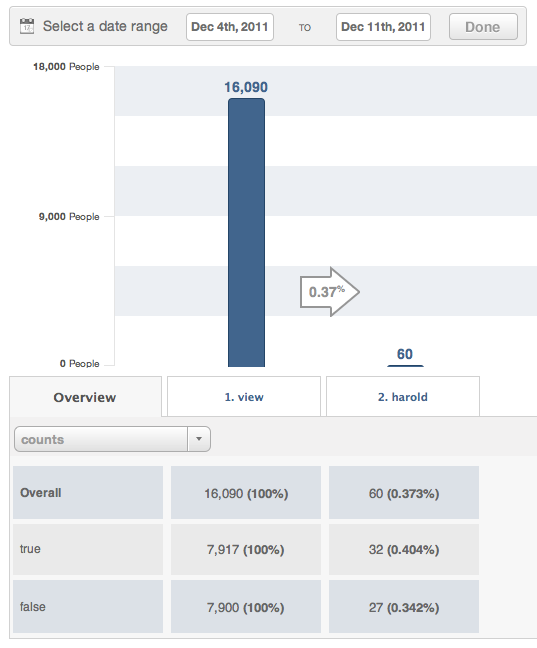 Select a date range Dec 4th, 2011 TO Dec 11th, 2011 Done
18,000 People
16,090
9,000 People
0.37%
60
0 People
Overview 1. view 2. harold
counts
Overall 16,090 (100%) 60 (0.373%)
true 7,917 (100%) 32 (0.404%)
false 7,900 (100%) 27 (0.342%)